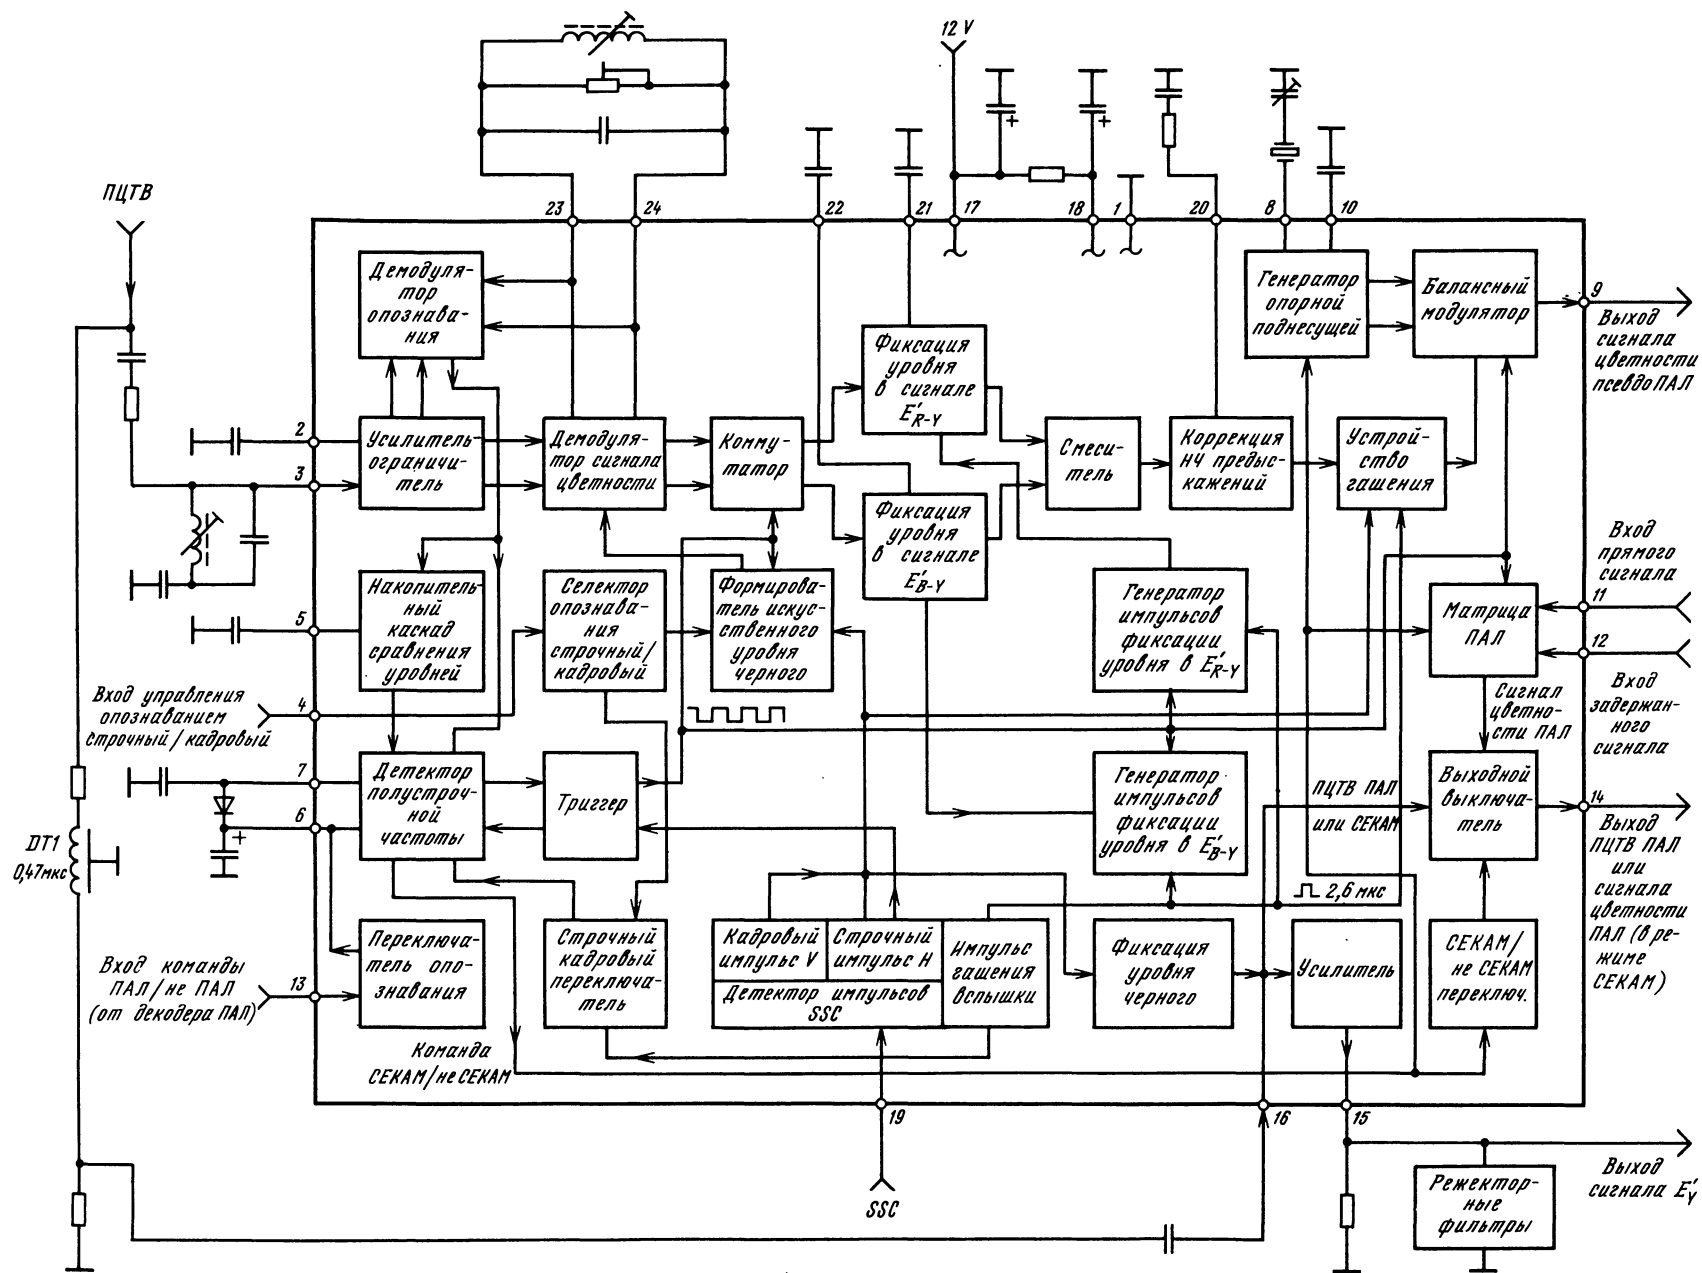 12 V
ПЦТВ
23
24
22
21
17
18
1
20
8
10
Демодуля-
тор
опознава-
ния
Генератор
опорной
поднесущей
Балансный
модулятор
9
Выход
сигнала
цветности
псевдо ПАЛ
Фиксация
уровня
в сигнале
E'R-Y
2
3
Усилитель-
ограничи-
тель
Демодуля-
тор сигнала
цветности
Комму-
татор
Смеси-
тель
Коррекция
НЧ предыс-
кажений
Устрой-
ство
гашения
Фиксация
уровня
в сигнале
E'B-Y
Вход
прямого
сигнала
11
12
Вход
задержан-
ного
сигнала
5
Накопитель-
ный
каскад
сравнения
уровней
Селектор
опознава-
ния
строчный/
кадровый
Формирова-
тель искус-
ственного
уровня
черного
Генератор
импульсов
фиксации
уровня в E'R-Y
Матрица
ПАЛ
Сигнал
цветно-
сти ПАЛ
Вход управления
опознаванием
строчный/кадровый
4
7
6
Детектор
полустроч-
ной
частоты
Триггер
Генератор
импульсов
фиксации
уровня в E'B-Y
ПЦТВ ПАЛ
или СЕКАМ
Выходной
выключа-
тель
14
Выход
ПЦТВ ПАЛ
или
сигнала
цветности
ПАЛ (в ре-
жиме
СЕКАМ)
DT1
0,47мкс
2,6 мкс
Вход команды
ПАЛ/не ПАЛ
(от декодера ПАЛ)
13
Переключа-
тель опо-
знавания
Строчный
кадровый
переключа-
тель
Кадровый
импульс V
Строчный
импульс H
Детектор импульсов
SSC
Импульс
гашения
вспышки
Фиксация
уровня
черного
Усилитель
СЕКАМ/
не СЕКАМ
переключ.
Команда
СЕКАМ/не СЕКАМ
19
16
15
SSC
Режектор-
ные
фильтры
Выход
сигнала E'Y